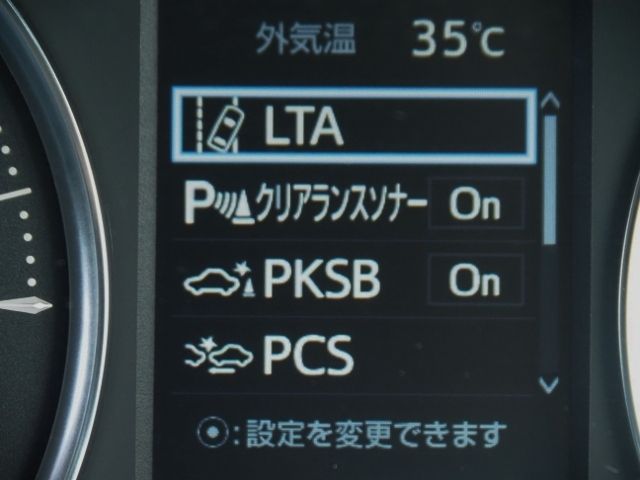 外気温 35℃
LTA
P クリアランスソナー On
PKSB On
PCS
⦿:設定を変更できます